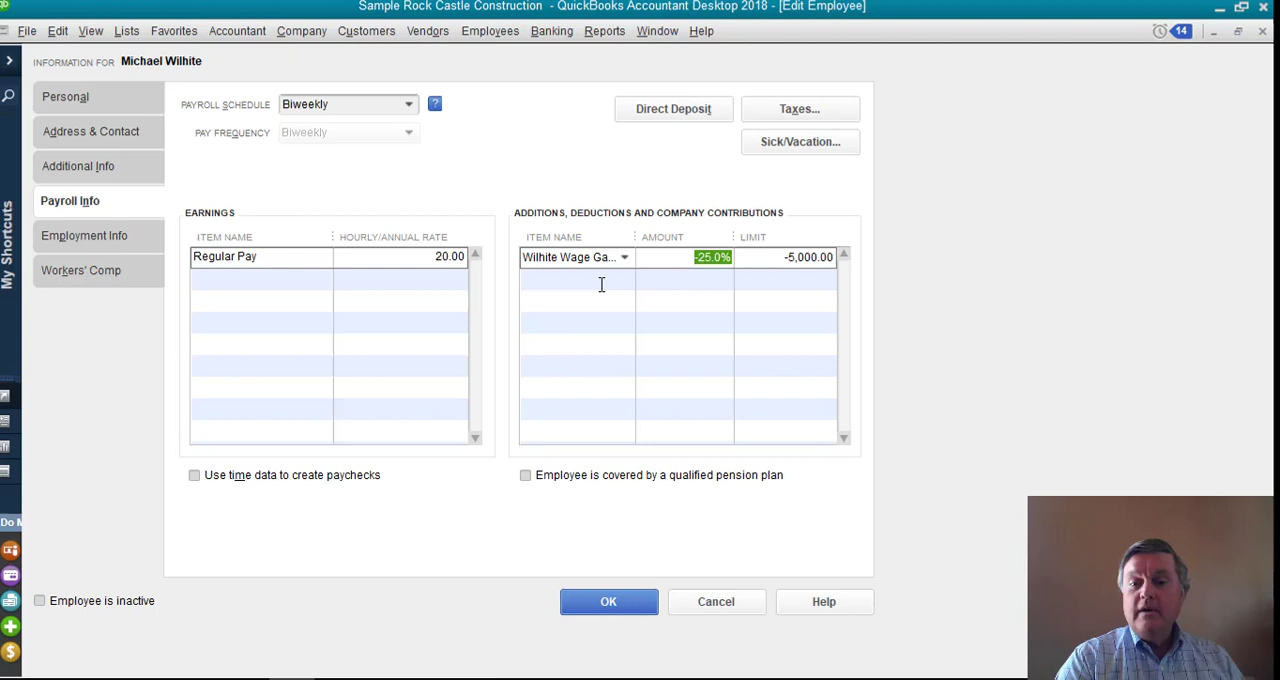 Sample Rock Castle Construction - QuickBooks Accountant Desktop 2018 - [Edit Employee]
File Edit View Lists Favorites Accountant Company Customers Vendors Employees Banking Reports Window Help
14
INFORMATION FOR Michael Wilhite
Personal
Address & Contact
Additional Info
Payroll Info
Employment Info
Workers' Comp
My Shortcuts
PAYROLL SCHEDULE Biweekly ?
PAY FREQUENCY Biweekly
Direct Deposit
Taxes...
Sick/Vacation...
EARNINGS
ITEM NAME HOURLY/ANNUAL RATE
Regular Pay 20.00
ADDITIONS, DEDUCTIONS AND COMPANY CONTRIBUTIONS
ITEM NAME AMOUNT LIMIT
Wilhite Wage Ga... -25.0% -5,000.00
Use time data to create paychecks
Employee is covered by a qualified pension plan
Do M
Employee is inactive
OK
Cancel
Help